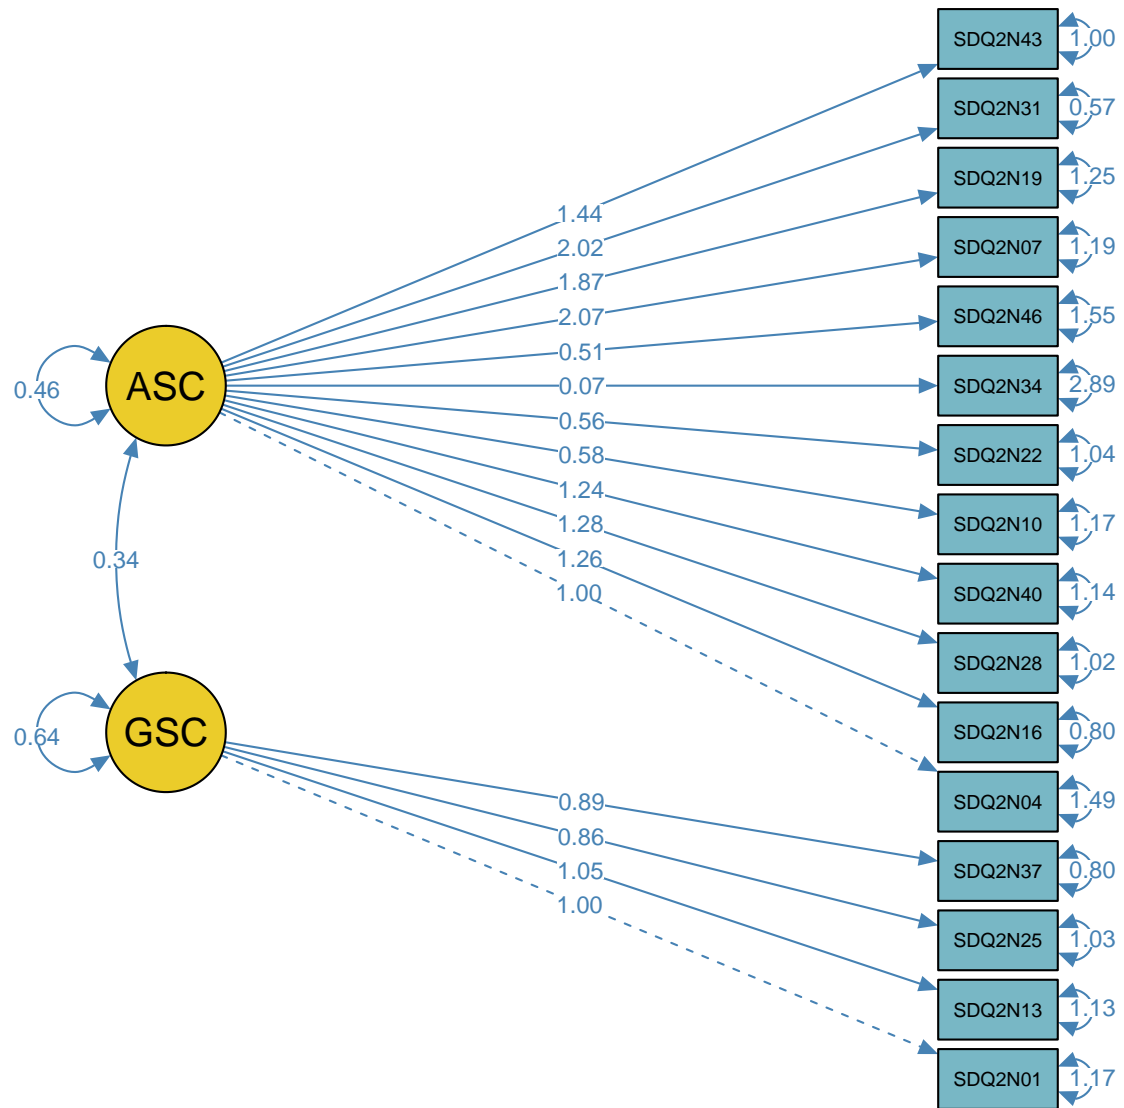 SDQ2N43 1.00
SDQ2N31 0.57
SDQ2N19 1.25
1.44
2.02
SDQ2N07 1.19
1.87
2.07
SDQ2N46 1.55
0.51
ASC
0.46
0.07
SDQ2N34 2.89
0.56
0.58
SDQ2N22 1.04
1.24
1.28
SDQ2N10 1.17
0.34
1.26
1.00
SDQ2N40 1.14
SDQ2N28 1.02
GSC
0.64
SDQ2N16 0.80
0.89
SDQ2N04 1.49
0.86
1.05
SDQ2N37 0.80
1.00
SDQ2N25 1.03
SDQ2N13 1.13
SDQ2N01 1.17